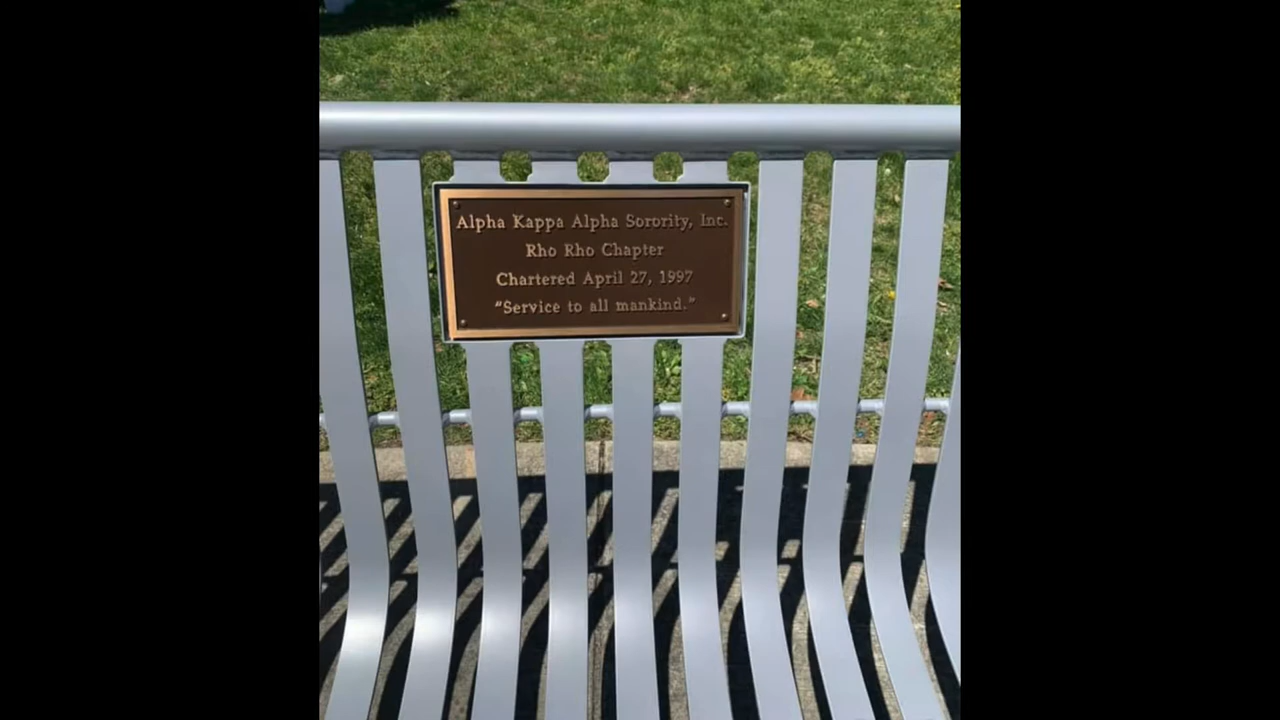 Alpha Kappa Alpha Sorority, Inc.
Rho Rho Chapter
Chartered April 27, 1997
"Service to all mankind."